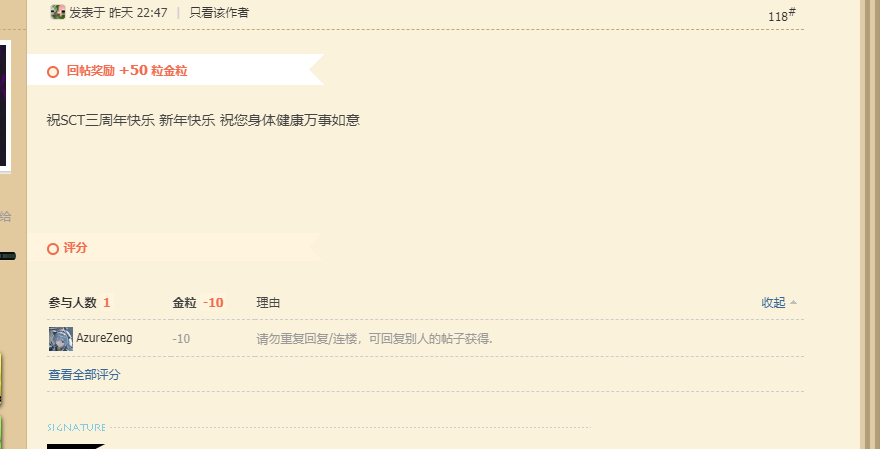 发表于 昨天 22:47 | 只看该作者
118#
回帖奖励 +50 粒金粒
祝SCT三周年快乐 新年快乐 祝您身体健康万事如意
给
评分
参与人数 1 金粒 -10 理由 收起
AzureZeng -10 请勿重复回复/连楼，可回复别人的帖子获得.
查看全部评分
SIGNATURE